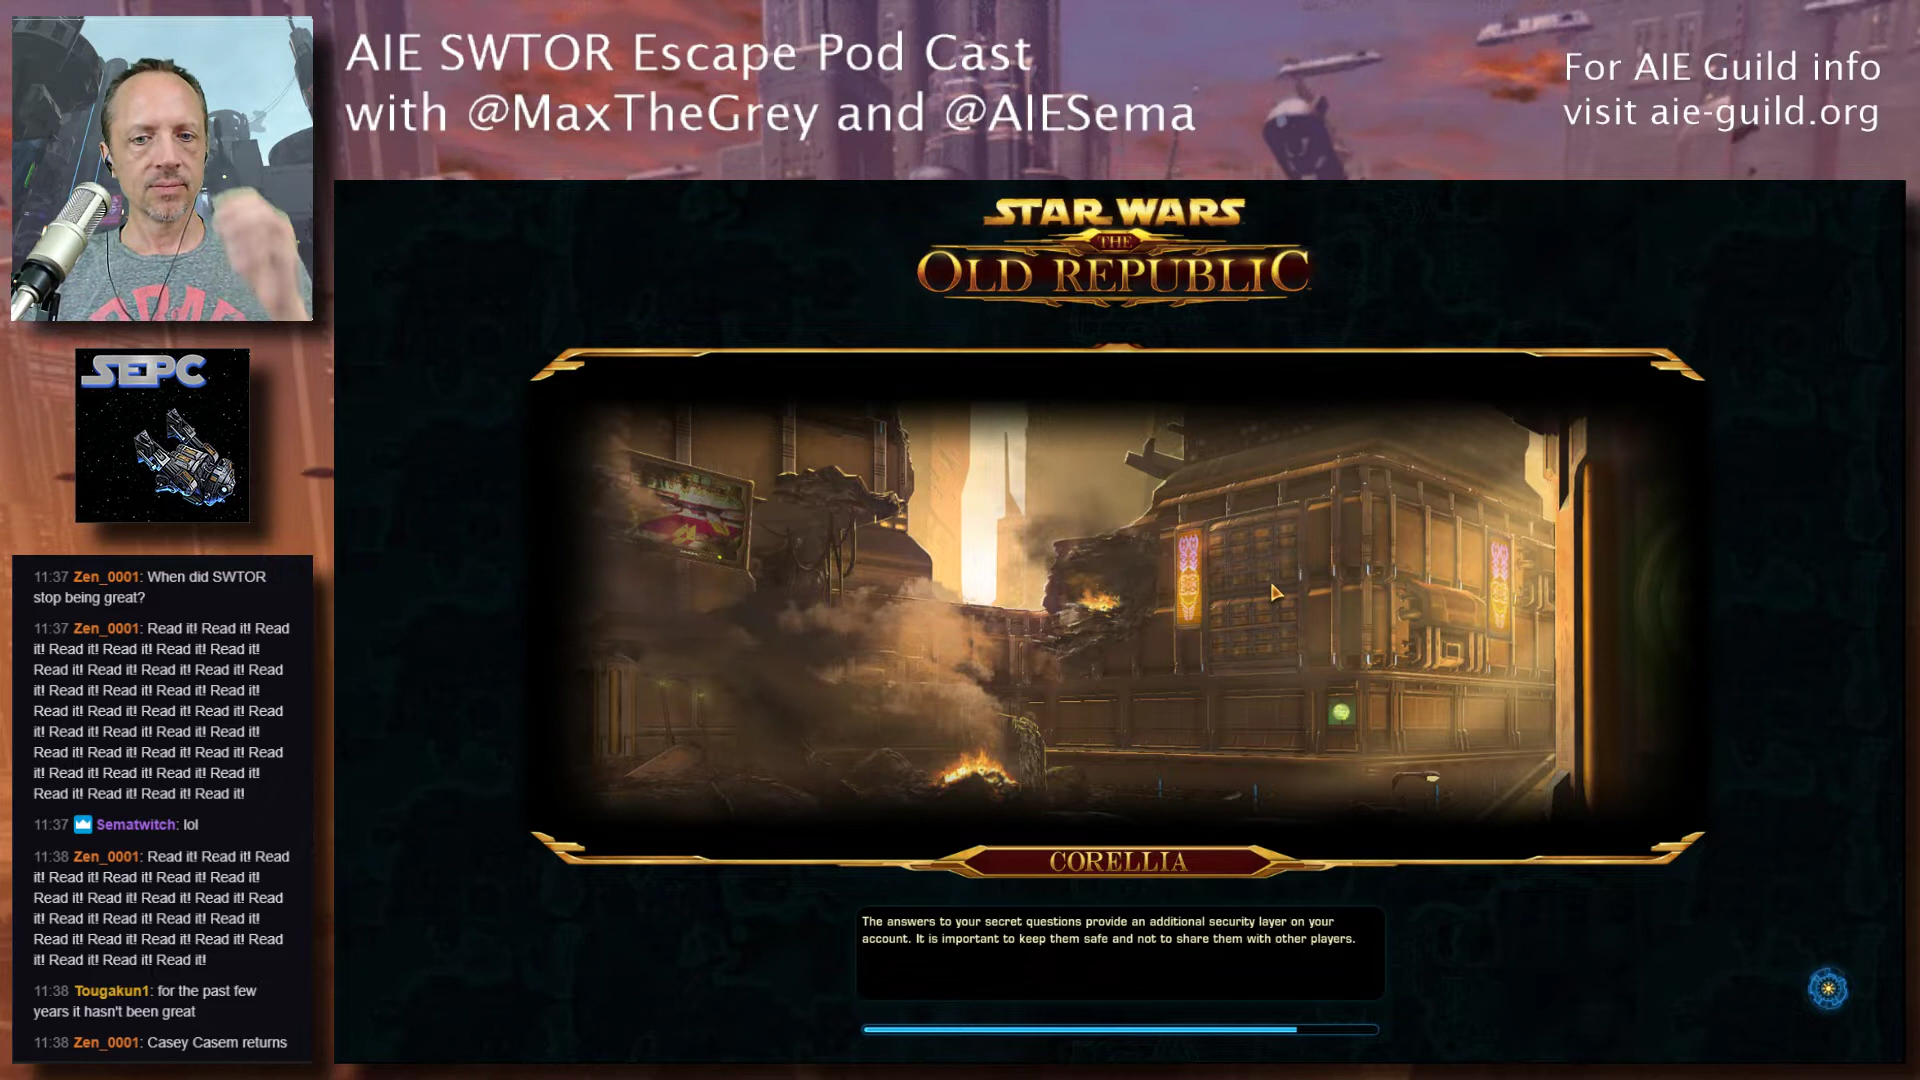 AIE SWTOR Escape Pod Cast
with @MaxTheGrey and @AIESema
For AIE Guild info
visit aie-guild.org
SEPC
11:37 Zen_0001: When did SWTOR
stop being great?
11:37 Zen_0001: Read it! Read it! Read
it! Read it! Read it! Read it! Read it!
Read it! Read it! Read it! Read it! Read
it! Read it! Read it! Read it! Read it!
Read it! Read it! Read it! Read it! Read
it! Read it! Read it! Read it! Read it!
Read it! Read it! Read it! Read it! Read
it! Read it! Read it! Read it! Read it!
Read it! Read it! Read it! Read it!
11:37 Sematwitch: lol
11:38 Zen_0001: Read it! Read it! Read
it! Read it! Read it! Read it! Read it!
Read it! Read it! Read it! Read it! Read
it! Read it! Read it! Read it! Read it!
Read it! Read it! Read it! Read it! Read
it! Read it! Read it! Read it!
11:38 Tougakun1: for the past few
years it hasn't been great
11:38 Zen_0001: Casey Casem returns
STAR WARS
THE
OLD REPUBLIC
CORELLIA
The answers to your secret questions provide an additional security layer on your
account. It is important to keep them safe and not to share them with other players.